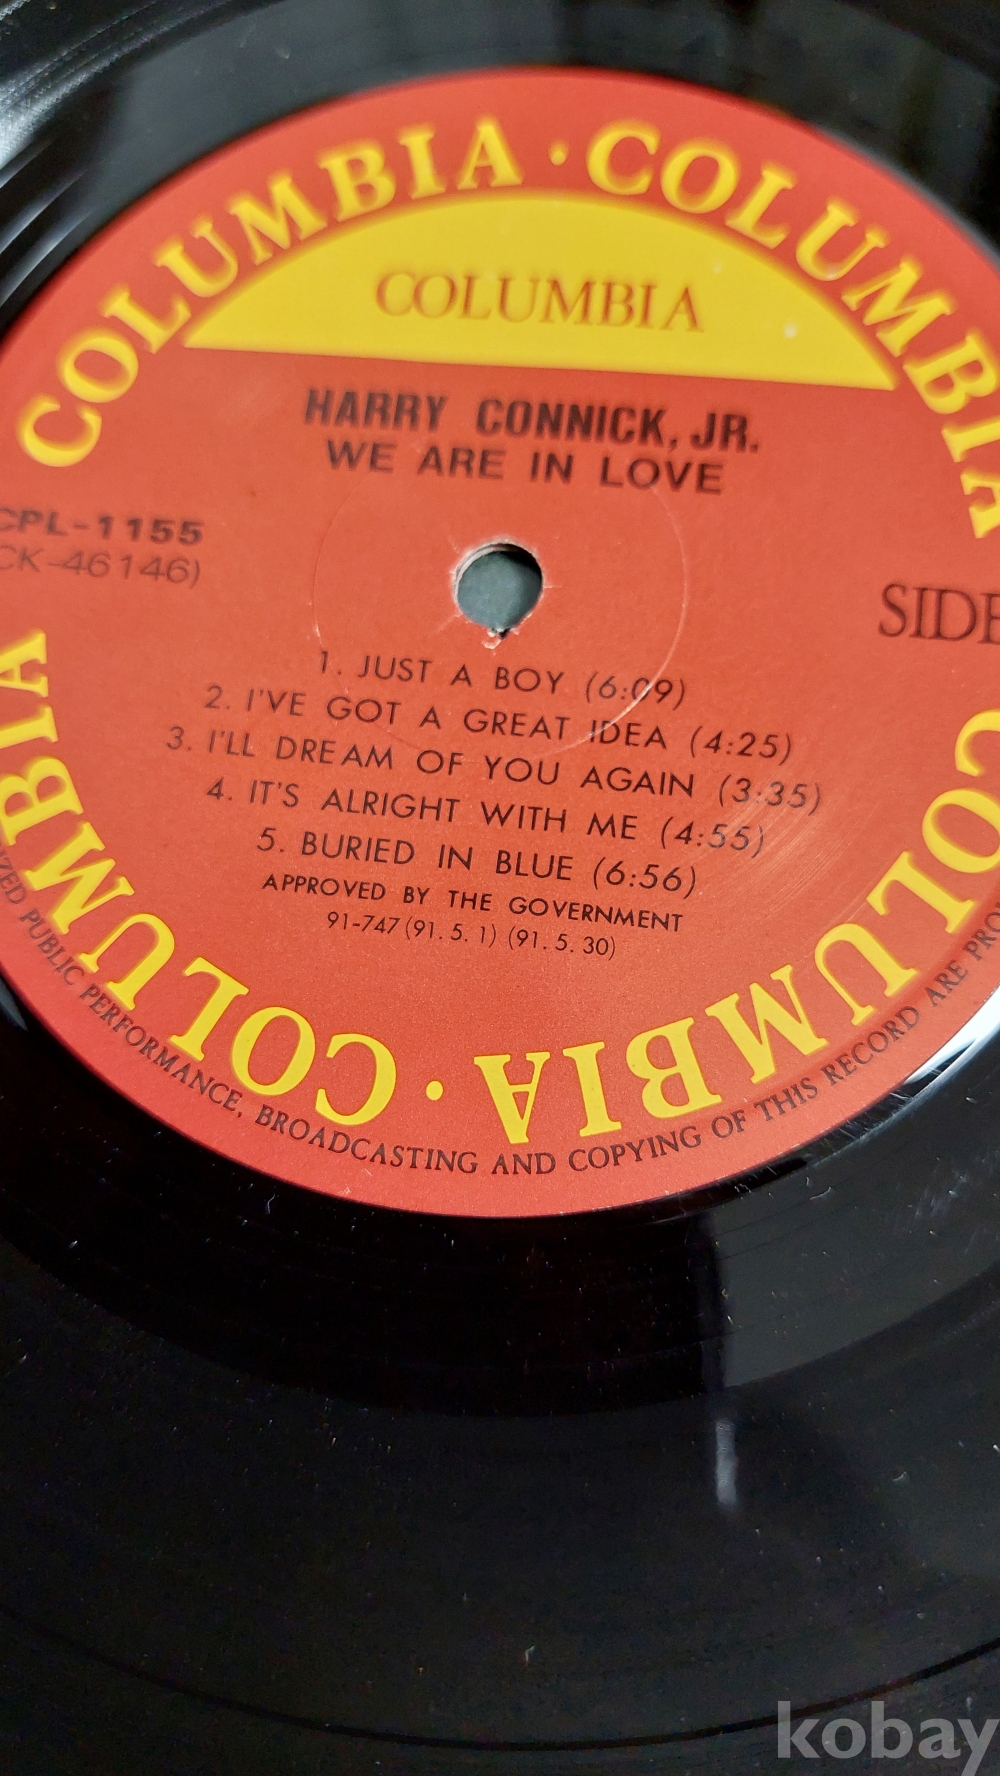 COLUMBIA · COLUMBIA
COLUMBIA
HARRY CONNICK, JR.
WE ARE IN LOVE
CPL-1155
CK-46146)
SIDE
1. JUST A BOY (6:09)
2. I'VE GOT A GREAT IDEA (4:25)
3. I'LL DREAM OF YOU AGAIN (3:35)
4. IT'S ALRIGHT WITH ME (4:55)
5. BURIED IN BLUE (6:56)
APPROVED BY THE GOVERNMENT
91-747 (91. 5. 1) (91. 5. 30)
COLUMBIA · COLUMBIA
COLUMBIA
PUBLIC PERFORMANCE, BROADCASTING AND COPYING OF THIS RECORD ARE
kobay